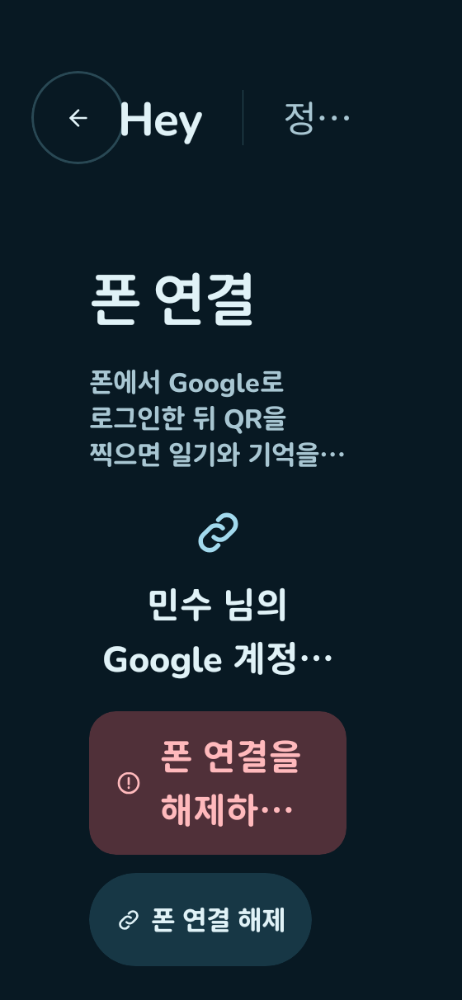 Hey
정…
폰 연결
폰에서 Google로
로그인한 뒤 QR을
찍으면 일기와 기억을…
민수 님의
Google 계정…
폰 연결을
해제하…
폰 연결 해제